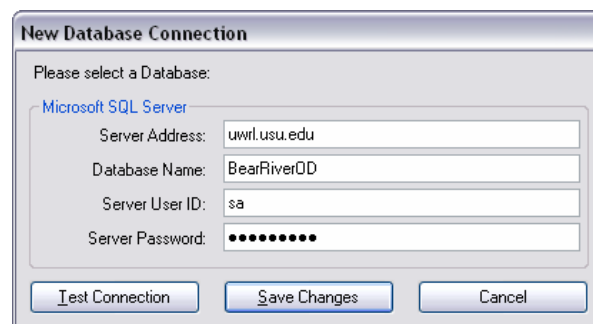 New Database Connection
Please select a Database:
Microsoft SQL Server
Server Address: uwrl.usu.edu
Database Name: BearRiverOD
Server User ID: sa
Server Password: ●●●●●●●●●
Test Connection Save Changes Cancel